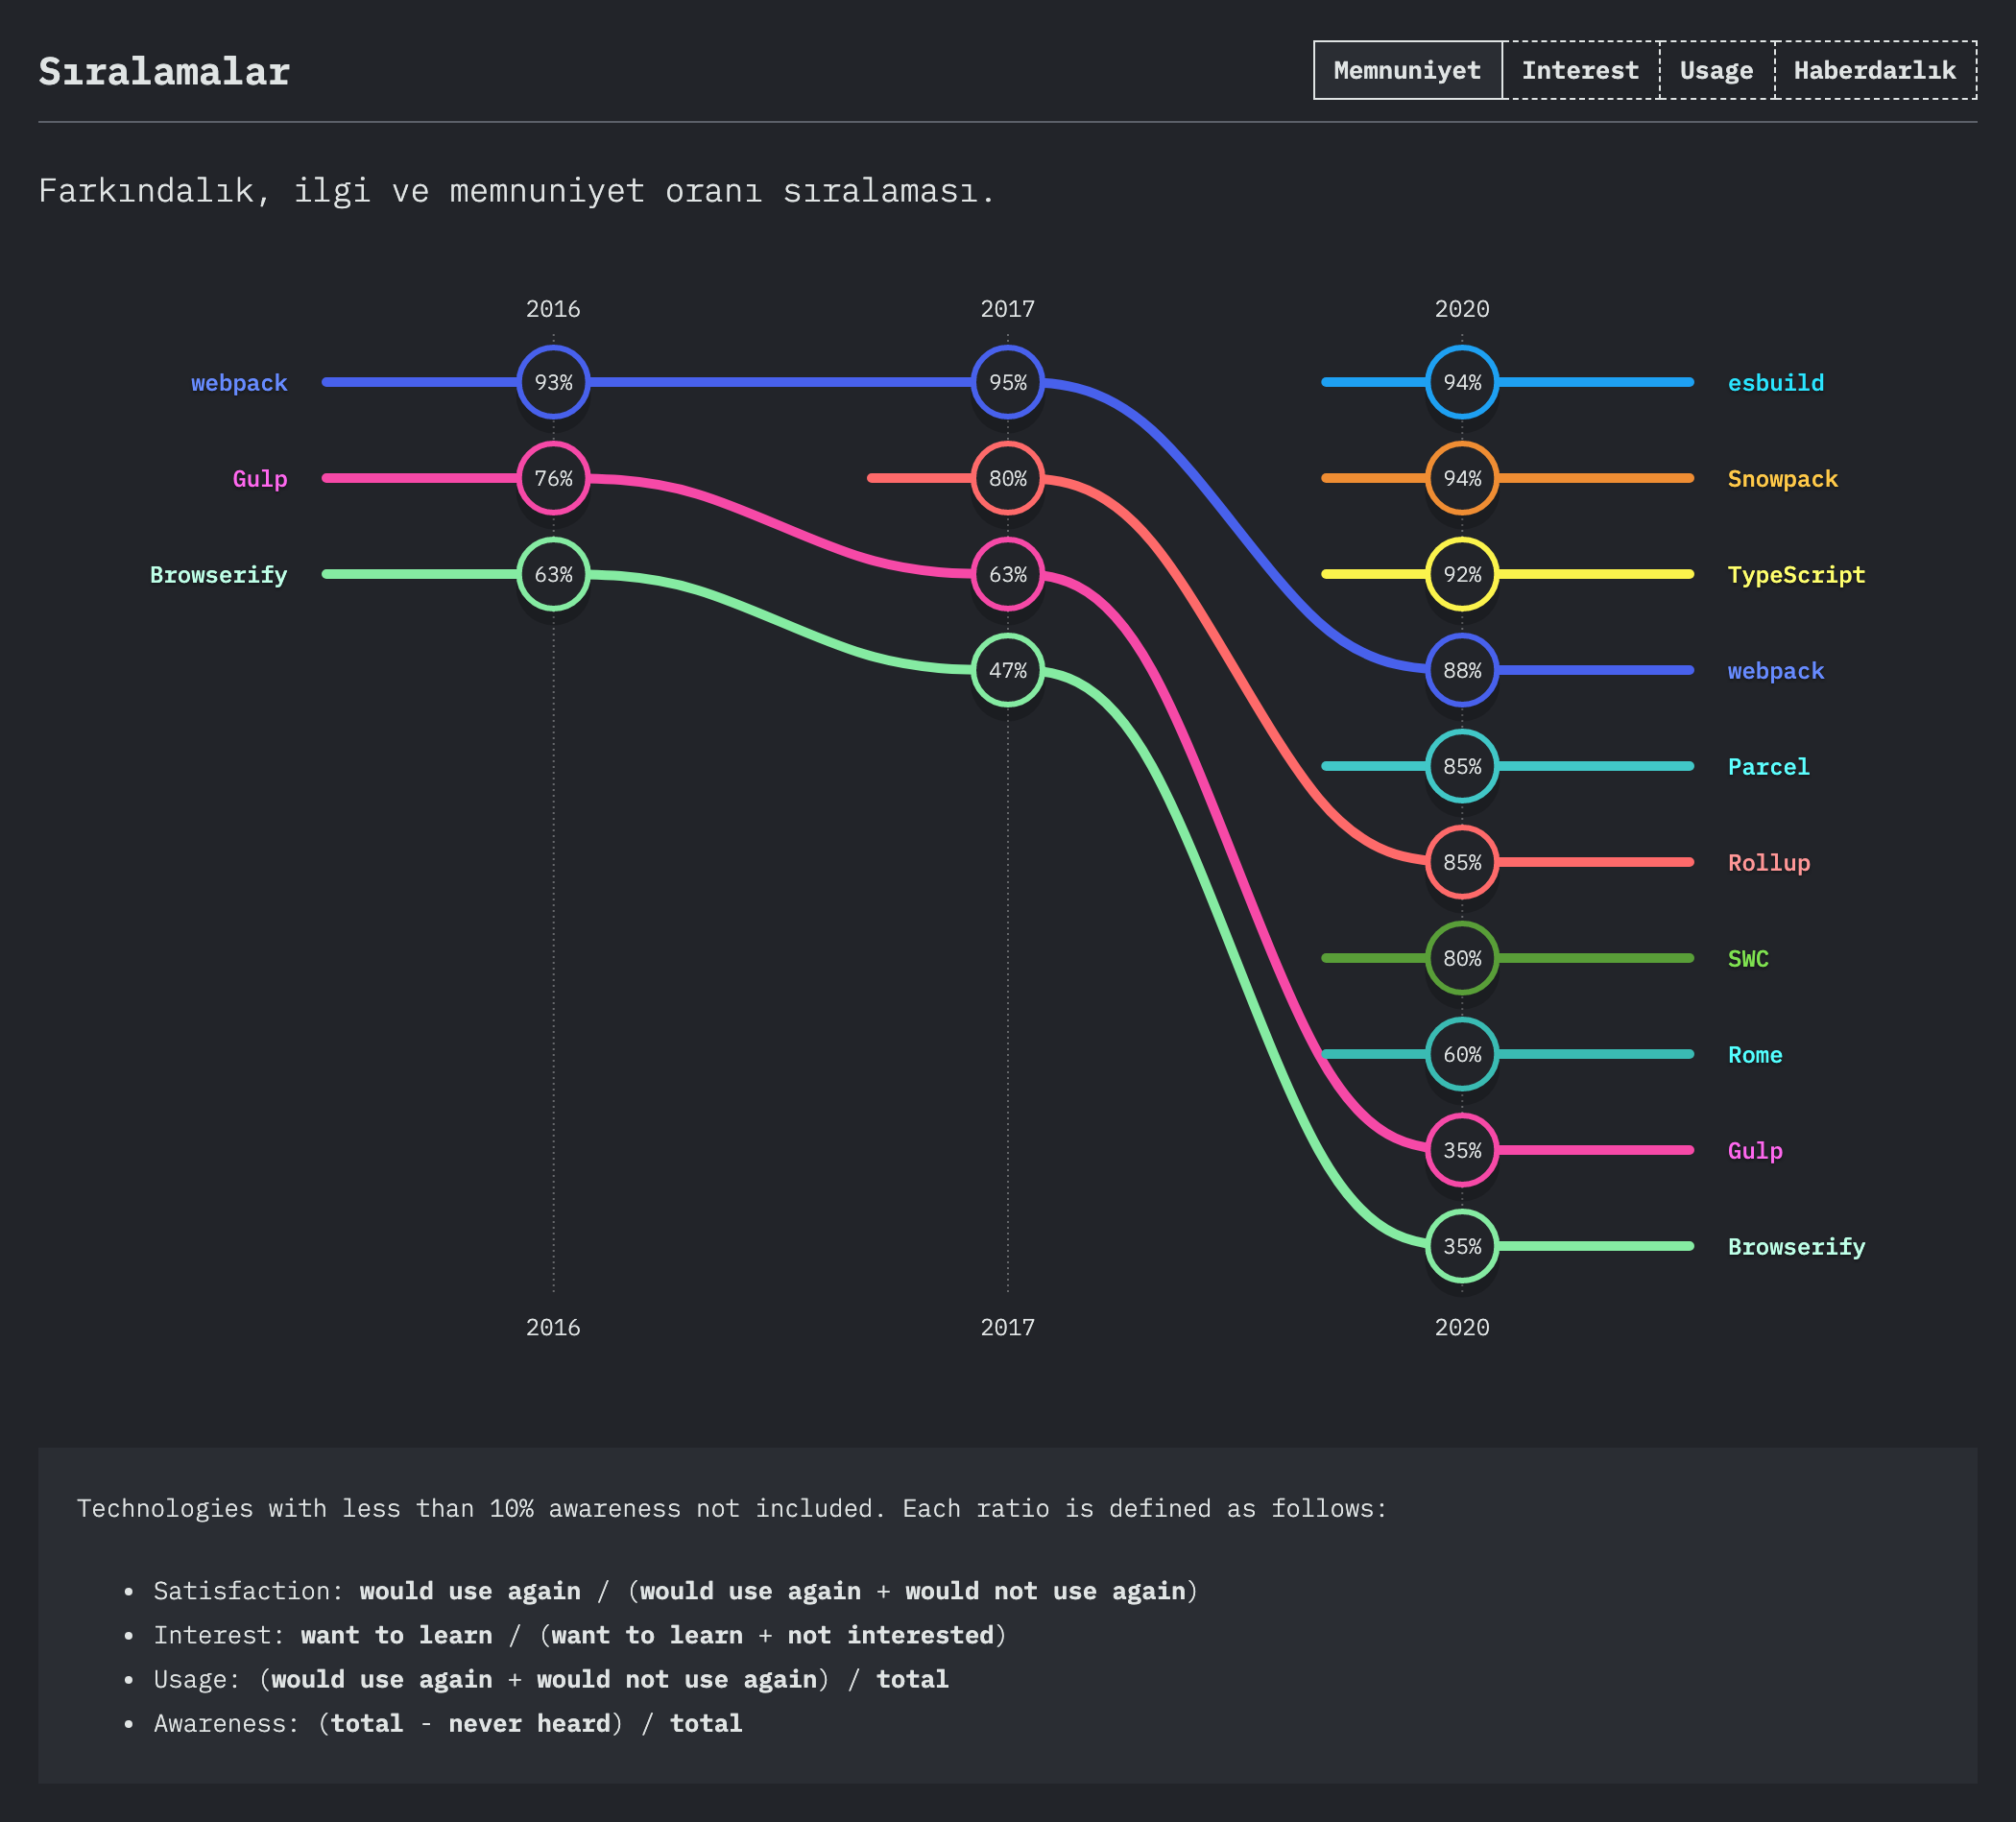 Sıralamalar
Memnuniyet Interest Usage Haberdarlık
Farkındalık, ilgi ve memnuniyet oranı sıralaması.
2016 2017 2020
webpack 93% 95% 94% esbuild
Gulp 76% 80% 94% Snowpack
Browserify 63% 63% 92% TypeScript
47% 88% webpack
85% Parcel
85% Rollup
80% SWC
60% Rome
35% Gulp
35% Browserify
2016 2017 2020
Technologies with less than 10% awareness not included. Each ratio is defined as follows:
• Satisfaction: would use again / (would use again + would not use again)
• Interest: want to learn / (want to learn + not interested)
• Usage: (would use again + would not use again) / total
• Awareness: (total - never heard) / total